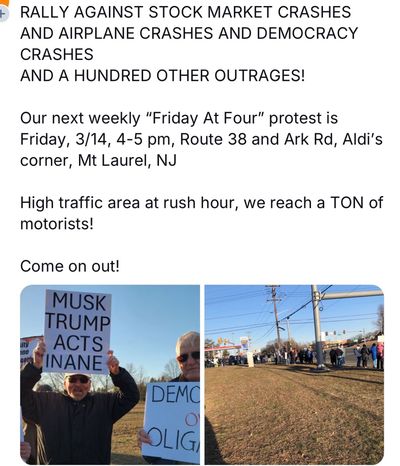 RALLY AGAINST STOCK MARKET CRASHES
AND AIRPLANE CRASHES AND DEMOCRACY
CRASHES
AND A HUNDRED OTHER OUTRAGES!
Our next weekly “Friday At Four” protest is
Friday, 3/14, 4-5 pm, Route 38 and Ark Rd, Aldi’s
corner, Mt Laurel, NJ
High traffic area at rush hour, we reach a TON of
motorists!
Come on out!
MUSK
TRUMP
ACTS
INANE
DEMO
OLIG